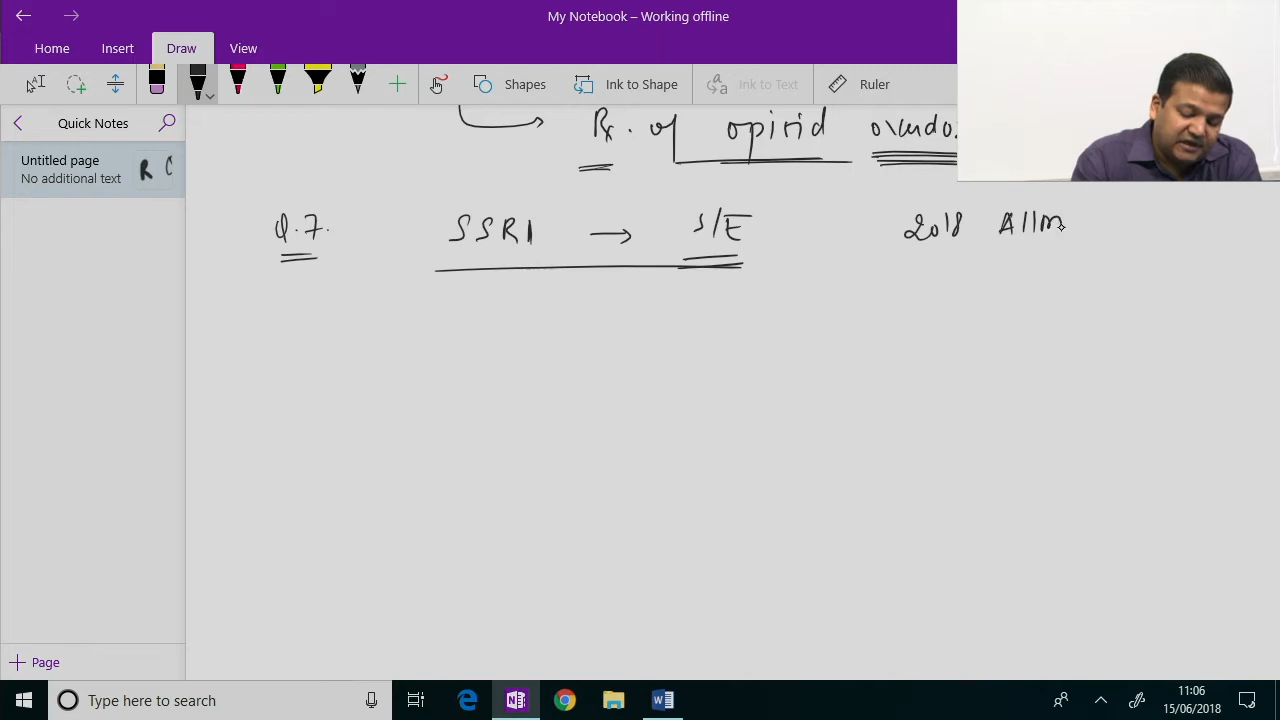 My Notebook – Working offline
Home Insert Draw View
Shapes Ink to Shape Ink to Text Ruler
Quick Notes
Untitled page
No additional text
Rx. of opioid
Q.7. SSRI → S/E 2018
+ Page
Type here to search
11:06
15/06/2018